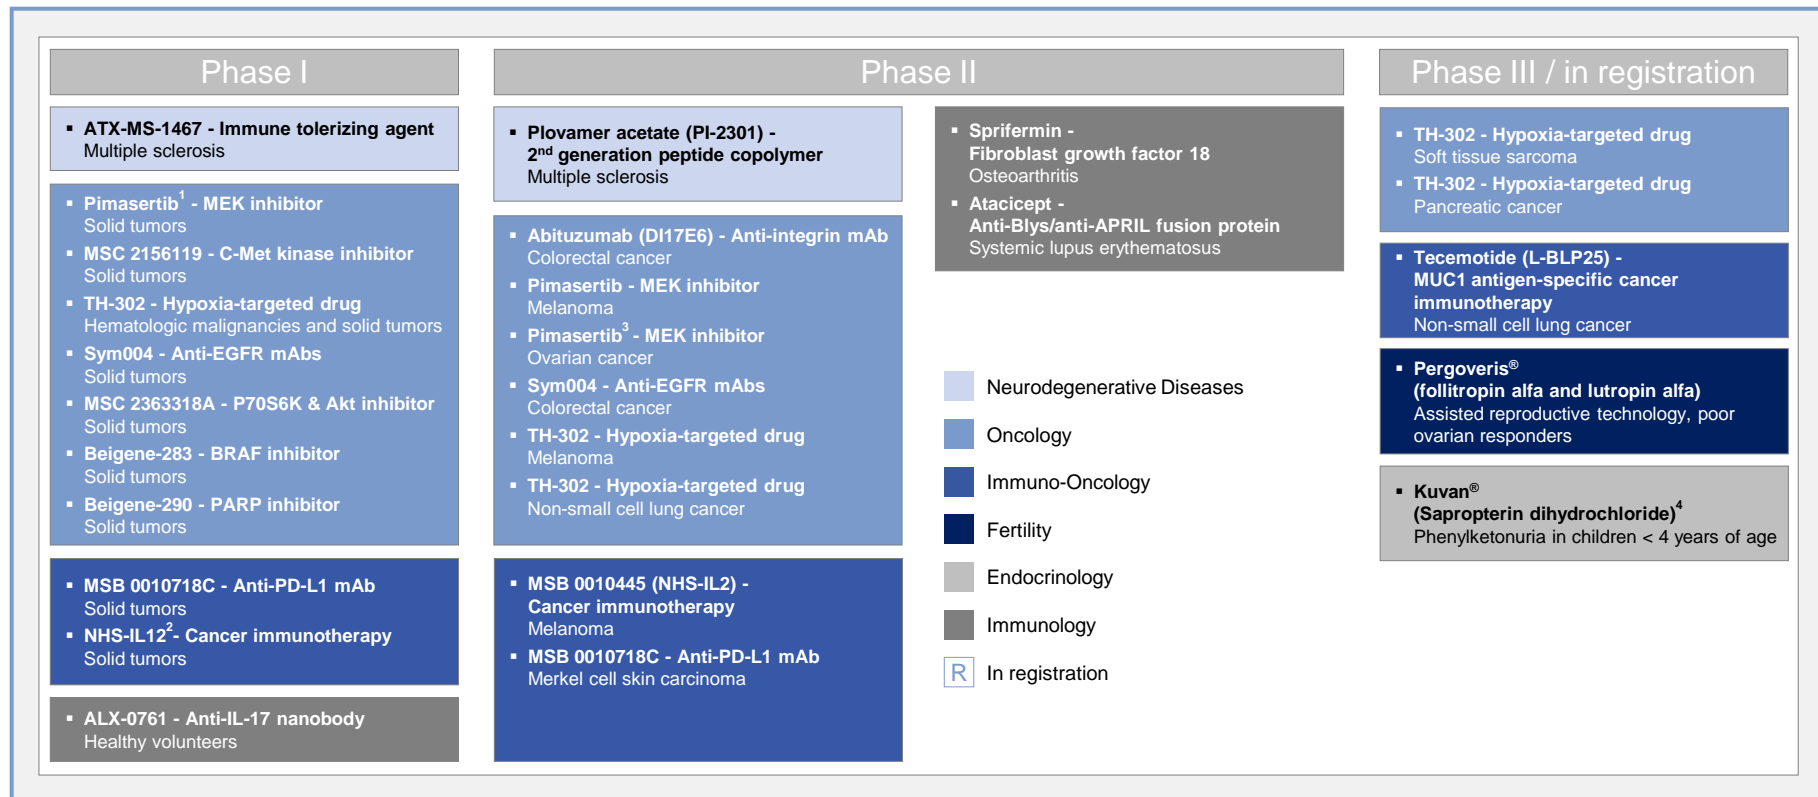 Phase I
▪ ATX-MS-1467 - Immune tolerizing agent
Multiple sclerosis
▪ Pimasertib¹ - MEK inhibitor
Solid tumors
▪ MSC 2156119 - C-Met kinase inhibitor
Solid tumors
▪ TH-302 - Hypoxia-targeted drug
Hematologic malignancies and solid tumors
▪ Sym004 - Anti-EGFR mAbs
Solid tumors
▪ MSC 2363318A - P70S6K & Akt inhibitor
Solid tumors
▪ Beigene-283 - BRAF inhibitor
Solid tumors
▪ Beigene-290 - PARP inhibitor
Solid tumors
▪ MSB 0010718C - Anti-PD-L1 mAb
Solid tumors
▪ NHS-IL12²- Cancer immunotherapy
Solid tumors
▪ ALX-0761 - Anti-IL-17 nanobody
Healthy volunteers
Phase II
▪ Plovamer acetate (PI-2301) -
2nd generation peptide copolymer
Multiple sclerosis
▪ Abituzumab (DI17E6) - Anti-integrin mAb
Colorectal cancer
▪ Pimasertib - MEK inhibitor
Melanoma
▪ Pimasertib³ - MEK inhibitor
Ovarian cancer
▪ Sym004 - Anti-EGFR mAbs
Colorectal cancer
▪ TH-302 - Hypoxia-targeted drug
Melanoma
▪ TH-302 - Hypoxia-targeted drug
Non-small cell lung cancer
▪ MSB 0010445 (NHS-IL2) -
Cancer immunotherapy
Melanoma
▪ MSB 0010718C - Anti-PD-L1 mAb
Merkel cell skin carcinoma
▪ Sprifermin -
Fibroblast growth factor 18
Osteoarthritis
▪ Atacicept -
Anti-Blys/anti-APRIL fusion protein
Systemic lupus erythematosus
Neurodegenerative Diseases
Oncology
Immuno-Oncology
Fertility
Endocrinology
Immunology
R In registration
Phase III / in registration
▪ TH-302 - Hypoxia-targeted drug
Soft tissue sarcoma
▪ TH-302 - Hypoxia-targeted drug
Pancreatic cancer
▪ Tecemotide (L-BLP25) -
MUC1 antigen-specific cancer
immunotherapy
Non-small cell lung cancer
▪ Pergoveris®
(follitropin alfa and lutropin alfa)
Assisted reproductive technology, poor
ovarian responders
▪ Kuvan®
(Sapropterin dihydrochloride)⁴
Phenylketonuria in children < 4 years of age